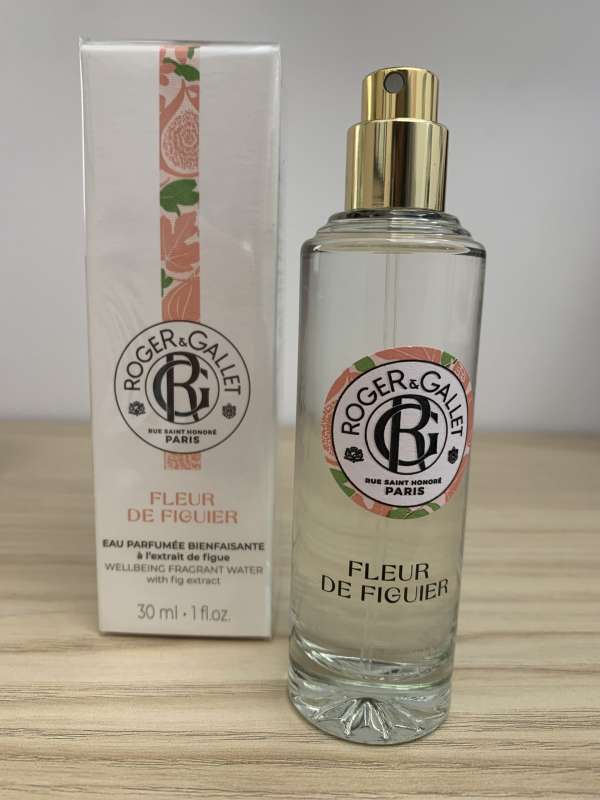 ROGER & GALLET
RG
RUE SAINT HONORÉ
PARIS
FLEUR
DE FIGUIER
EAU PARFUMÉE BIENFAISANTE
à l'extrait de figue
WELLBEING FRAGRANT WATER
with fig extract
30 ml • 1 fl.oz.
ROGER & GALLET
RG
RUE SAINT HONORÉ
PARIS
FLEUR
DE FIGUIER